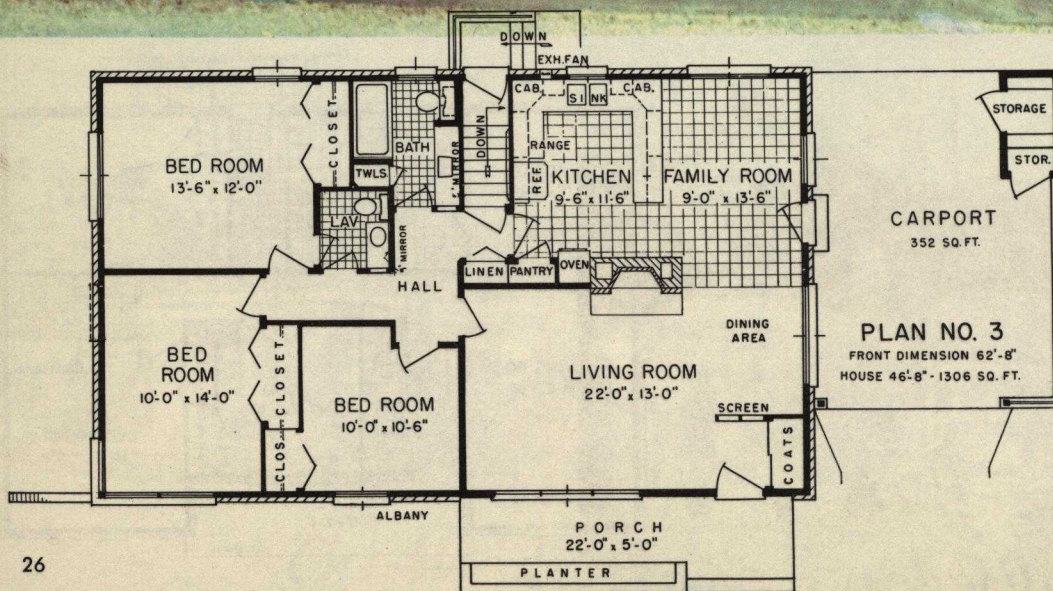 DOWN
EXH. FAN
CAB.
SINK
CAB.
CLOSET
BATH
DOWN
5' MIRROR
RANGE
REF.
TWLS.
BED ROOM
13'-6" x 12'-0"
KITCHEN
9'-6" x 11'-6"
FAMILY ROOM
9'-0" x 13'-6"
STORAGE
STOR.
LAV.
5' MIRROR
CARPORT
352 SQ. FT.
LINEN
PANTRY
OVEN
HALL
DINING
AREA
PLAN NO. 3
FRONT DIMENSION 62'-8"
HOUSE 46'-8" - 1306 SQ. FT.
BED
ROOM
10'-0" x 14'-0"
CLOSET
CLOS.
BED ROOM
10'-0" x 10'-6"
LIVING ROOM
22'-0" x 13'-0"
SCREEN
COATS
ALBANY
PORCH
22'-0" x 5'-0"
PLANTER
26